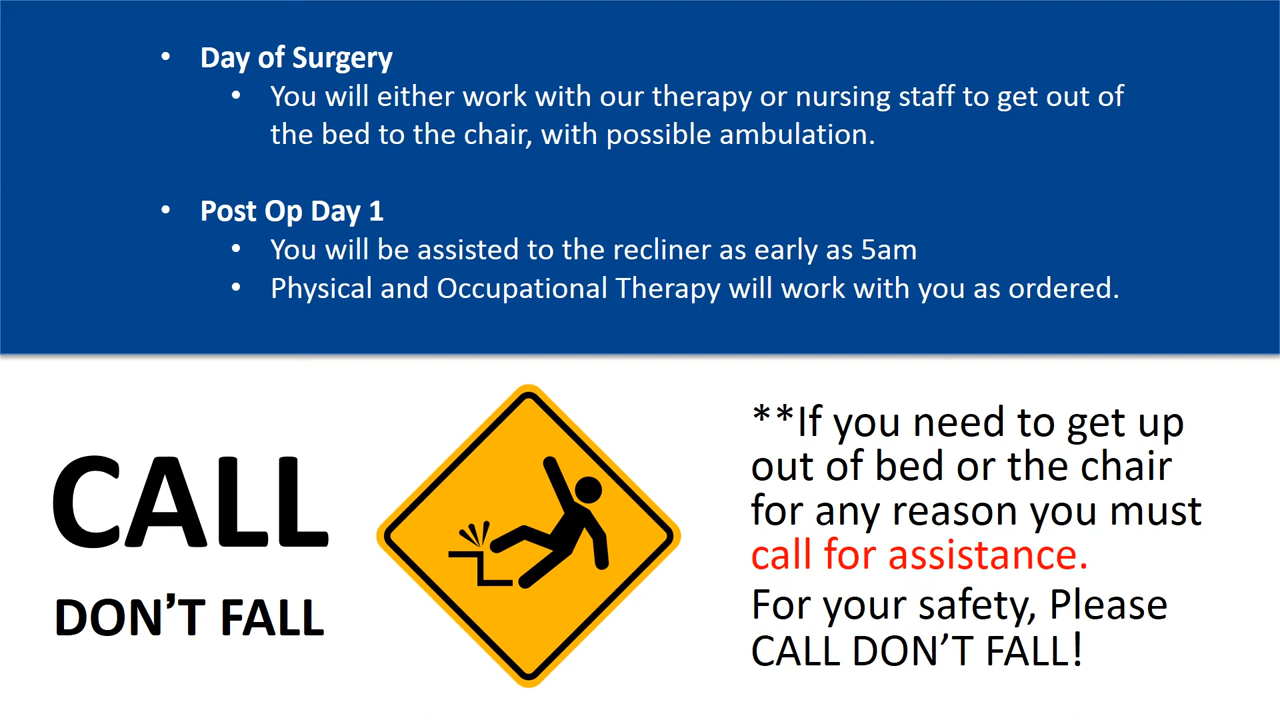 • Day of Surgery
• You will either work with our therapy or nursing staff to get out of
the bed to the chair, with possible ambulation.
• Post Op Day 1
• You will be assisted to the recliner as early as 5am
• Physical and Occupational Therapy will work with you as ordered.
CALL
DON’T FALL
**If you need to get up
out of bed or the chair
for any reason you must
call for assistance.
For your safety, Please
CALL DON’T FALL!